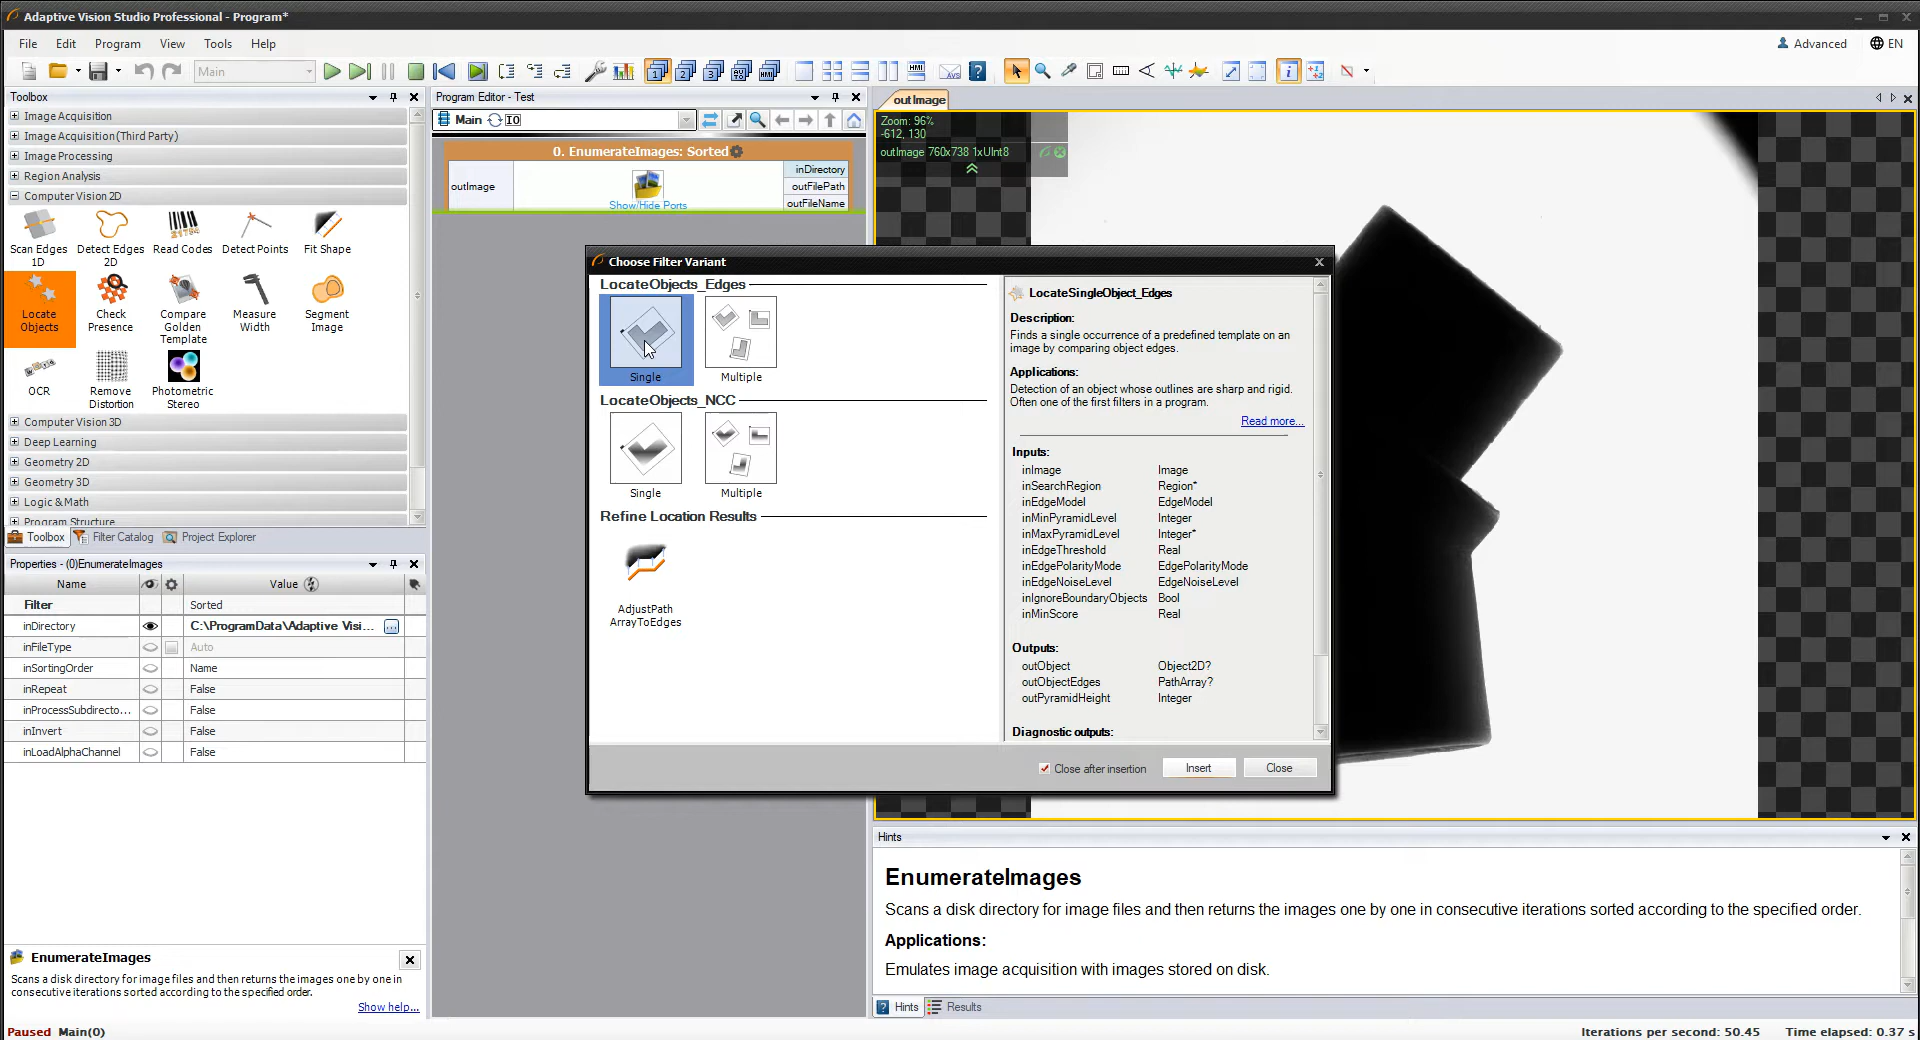 Adaptive Vision Studio Professional - Program*
File Edit Program View Tools Help
Advanced EN
Main
1 2 3 HMI
HMI AVS ?
Toolbox
Image Acquisition
Image Acquisition (Third Party)
Image Processing
Region Analysis
Computer Vision 2D
Scan Edges 1D
Detect Edges 2D
Read Codes
Detect Points
Fit Shape
Locate Objects
Check Presence
Compare Golden Template
Measure Width
Segment Image
OCR
Remove Distortion
Photometric Stereo
Computer Vision 3D
Deep Learning
Geometry 2D
Geometry 3D
Logic & Math
Program Structure
Toolbox Filter Catalog Project Explorer
Properties - (0)EnumerateImages
Name Value
Filter Sorted
inDirectory C:\ProgramData\Adaptive Visi... ...
inFileType Auto
inSortingOrder Name
inRepeat False
inProcessSubdirecto... False
inInvert False
inLoadAlphaChannel False
EnumerateImages
Scans a disk directory for image files and then returns the images one by one in
consecutive iterations sorted according to the specified order.
Show help...
Paused Main(0)
Program Editor - Test
Main IO
0. EnumerateImages: Sorted
outImage
Show/Hide Ports
inDirectory
outFilePath
outFileName
Choose Filter Variant
LocateObjects_Edges
Single Multiple
LocateObjects_NCC
Single Multiple
Refine Location Results
AdjustPath
ArrayToEdges
LocateSingleObject_Edges
Description:
Finds a single occurrence of a predefined template on an
image by comparing object edges.
Applications:
Detection of an object whose outlines are sharp and rigid.
Often one of the first filters in a program.
Read more...
Inputs:
inImage Image
inSearchRegion Region*
inEdgeModel EdgeModel
inMinPyramidLevel Integer
inMaxPyramidLevel Integer*
inEdgeThreshold Real
inEdgePolarityMode EdgePolarityMode
inEdgeNoiseLevel EdgeNoiseLevel
inIgnoreBoundaryObjects Bool
inMinScore Real
Outputs:
outObject Object2D?
outObjectEdges PathArray?
outPyramidHeight Integer
Diagnostic outputs:
Close after insertion Insert Close
outImage
Zoom: 96%
-612, 130
outImage 760x738 1xUInt8
Hints
EnumerateImages
Scans a disk directory for image files and then returns the images one by one in consecutive iterations sorted according to the specified order.
Applications:
Emulates image acquisition with images stored on disk.
Hints Results
Iterations per second: 50.45 Time elapsed: 0.37 s